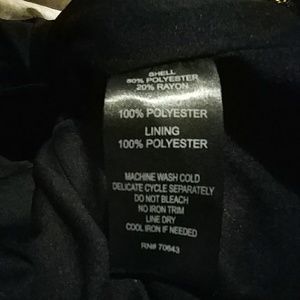 SHELL
80% POLYESTER
20% RAYON
100% POLYESTER
LINING
100% POLYESTER
MACHINE WASH COLD
DELICATE CYCLE SEPARATELY
DO NOT BLEACH
NO IRON TRIM
LINE DRY
COOL IRON IF NEEDED
RN# 70643